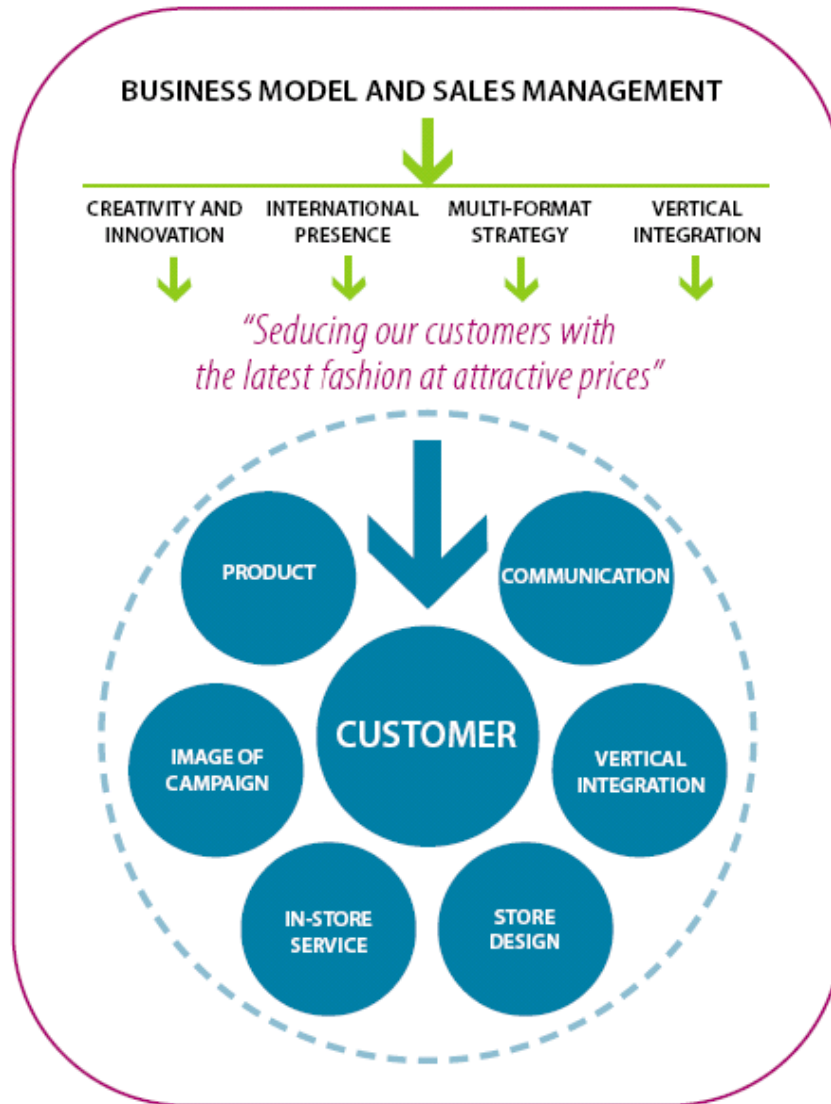 BUSINESS MODEL AND SALES MANAGEMENT
CREATIVITY AND
INNOVATION
INTERNATIONAL
PRESENCE
MULTI-FORMAT
STRATEGY
VERTICAL
INTEGRATION
“Seducing our customers with
the latest fashion at attractive prices”
PRODUCT
COMMUNICATION
CUSTOMER
IMAGE OF
CAMPAIGN
VERTICAL
INTEGRATION
IN-STORE
SERVICE
STORE
DESIGN